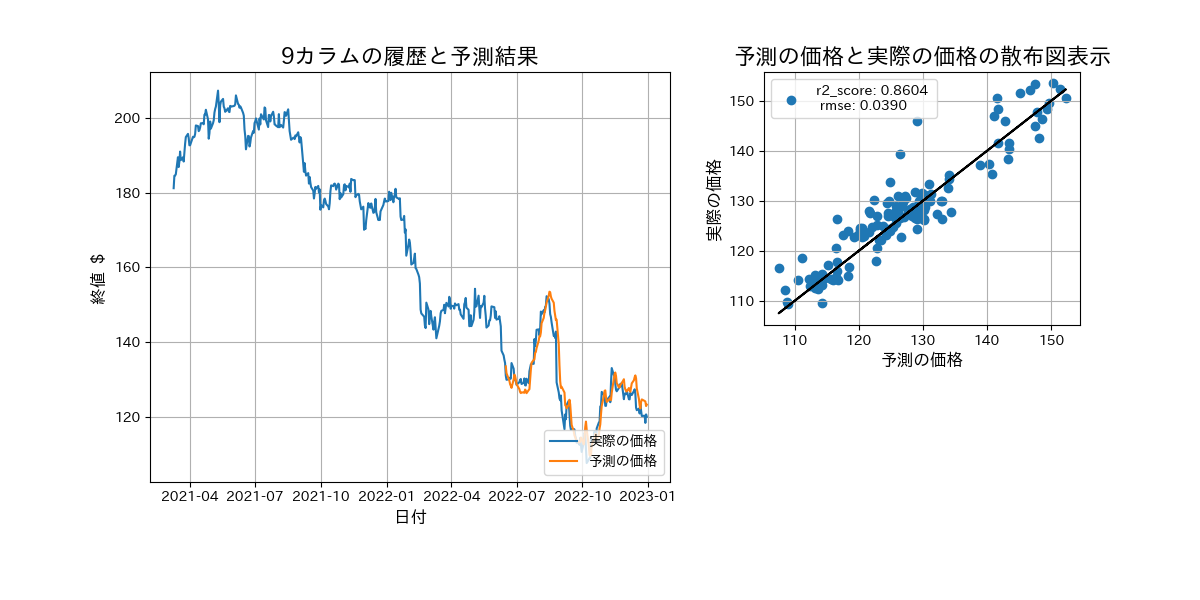 9カラムの履歴と予測結果
終値 $
200
180
160
140
120
2021-04 2021-07 2021-10 2022-01 2022-04 2022-07 2022-10 2023-01
日付
実際の価格
予測の価格
予測の価格と実際の価格の散布図表示
r2_score: 0.8604
rmse: 0.0390
実際の価格
150
140
130
120
110
110 120 130 140 150
予測の価格